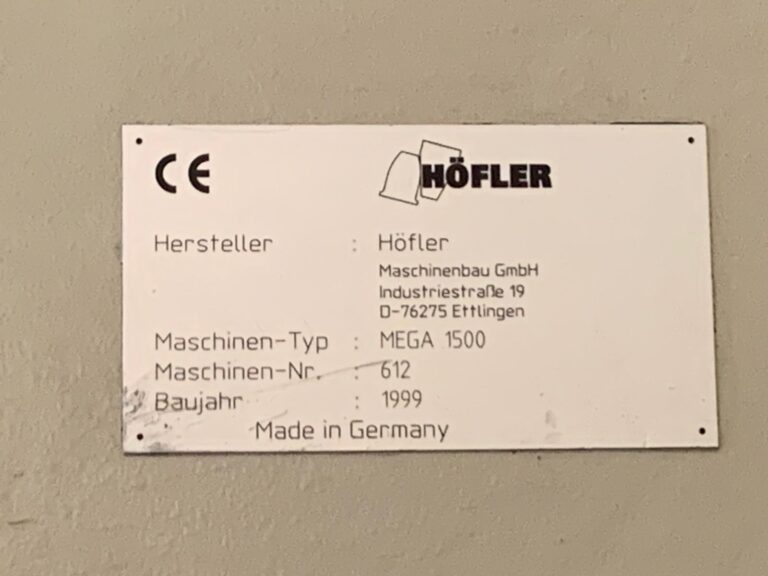 CE HÖFLER
Hersteller : Höfler
Maschinenbau GmbH
Industriestraße 19
D-76275 Ettlingen
Maschinen-Typ : MEGA 1500
Maschinen-Nr. : 612
Baujahr : 1999
Made in Germany